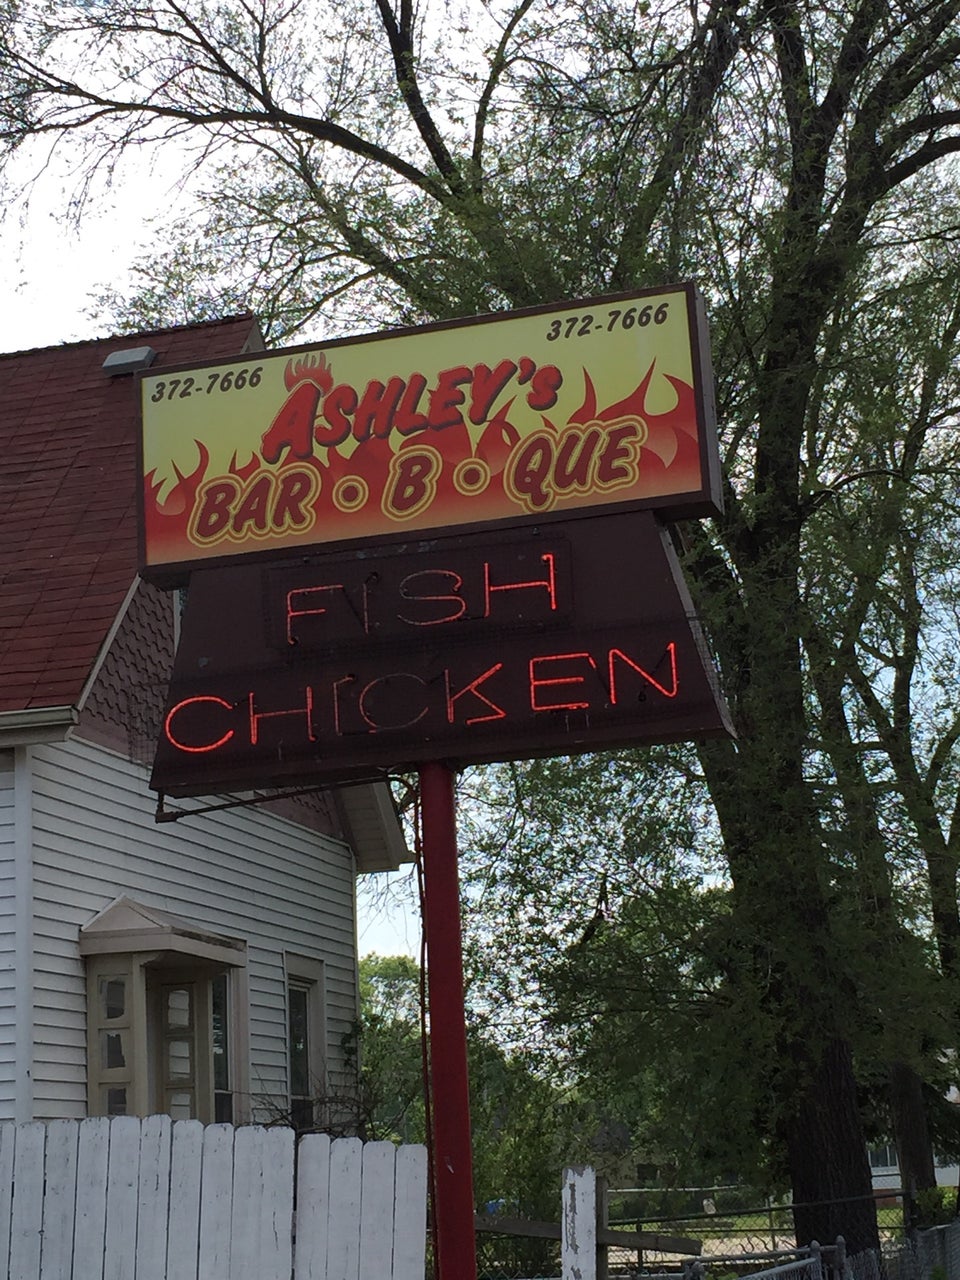 372-7666
372-7666
ASHLEY'S
BAR • B • QUE
FISH
CHICKEN